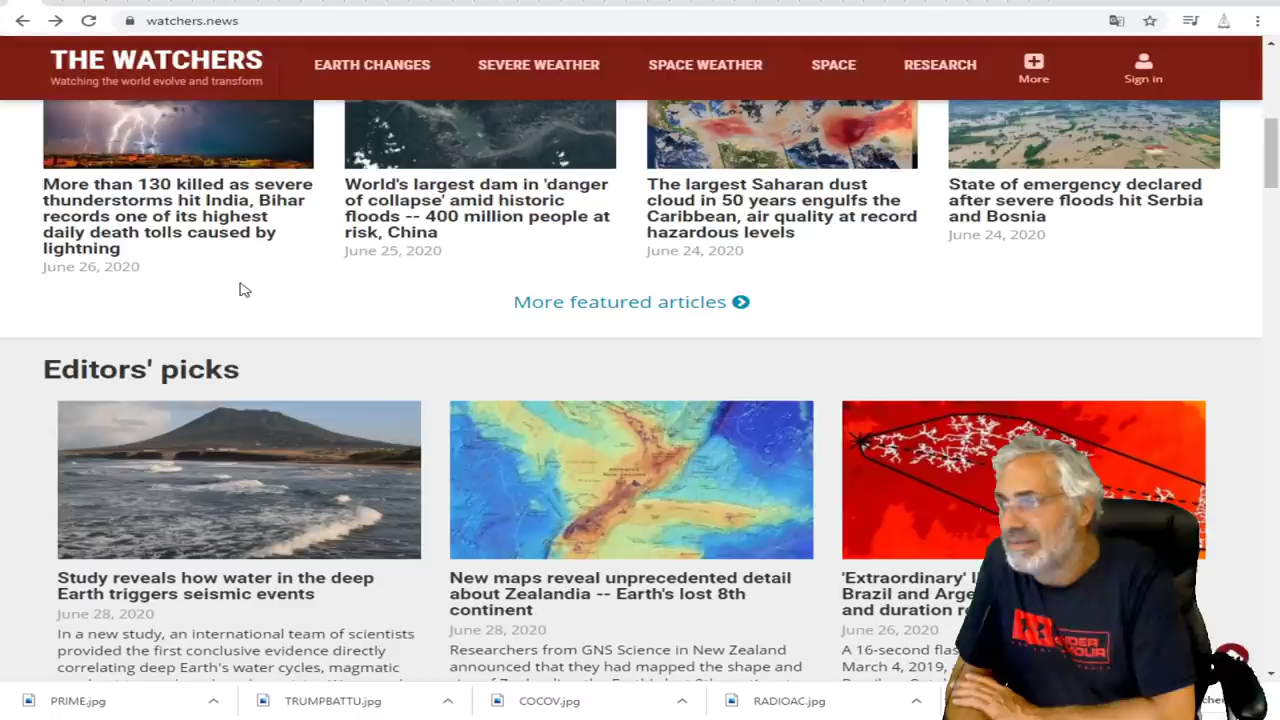 watchers.news
THE WATCHERS
Watching the world evolve and transform
EARTH CHANGES
SEVERE WEATHER
SPACE WEATHER
SPACE
RESEARCH
More
Sign in
More than 130 killed as severe
thunderstorms hit India, Bihar
records one of its highest
daily death tolls caused by
lightning
June 26, 2020
World's largest dam in 'danger
of collapse' amid historic
floods -- 400 million people at
risk, China
June 25, 2020
The largest Saharan dust
cloud in 50 years engulfs the
Caribbean, air quality at record
hazardous levels
June 24, 2020
State of emergency declared
after severe floods hit Serbia
and Bosnia
June 24, 2020
More featured articles
Editors' picks
Study reveals how water in the deep
Earth triggers seismic events
June 28, 2020
In a new study, an international team of scientists
provided the first conclusive evidence directly
correlating deep Earth's water cycles, magmatic
New maps reveal unprecedented detail
about Zealandia -- Earth's lost 8th
continent
June 28, 2020
Researchers from GNS Science in New Zealand
announced that they had mapped the shape and
'Extraordinary'
Brazil and
and duration
June 26, 2020
A 16-second
March 4, 2019,
PRIME.jpg
TRUMPBATTU.jpg
COCOV.jpg
RADIOAC.jpg